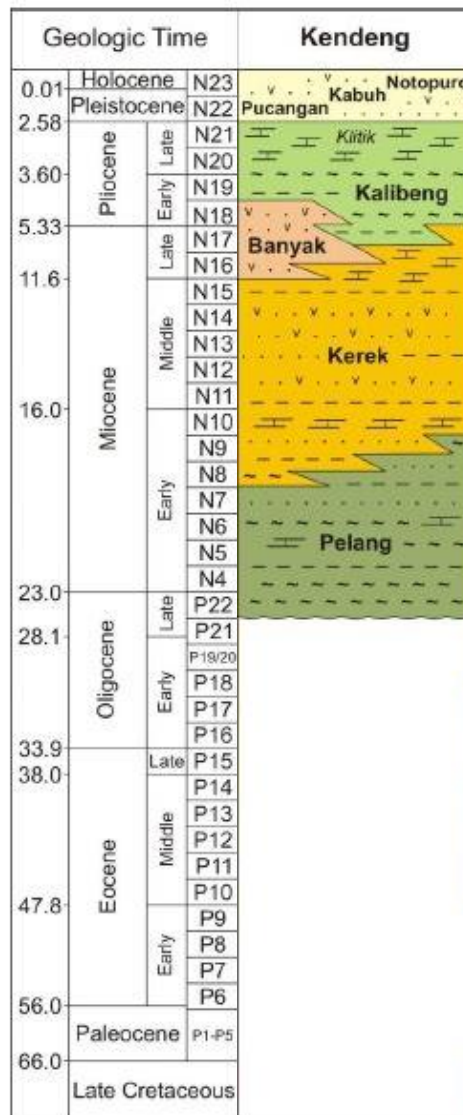 Geologic Time
Kendeng
Holocene
N23
Notopuro
0.01
Kabuh
Pleistocene
N22
Pucangan
2.58
Pliocene
Late
N21
Klitik
N20
3.60
Early
N19
Kalibeng
N18
5.33
Miocene
Late
N17
Banyak
N16
11.6
Middle
N15
N14
N13
Kerek
N12
N11
16.0
Early
N10
N9
N8
N7
N6
Pelang
N5
N4
23.0
Oligocene
Late
P22
P21
28.1
Early
P19/20
P18
P17
P16
33.9
Eocene
Late
P15
38.0
Middle
P14
P13
P12
P11
P10
47.8
Early
P9
P8
P7
P6
56.0
Paleocene
P1-P5
66.0
Late Cretaceous